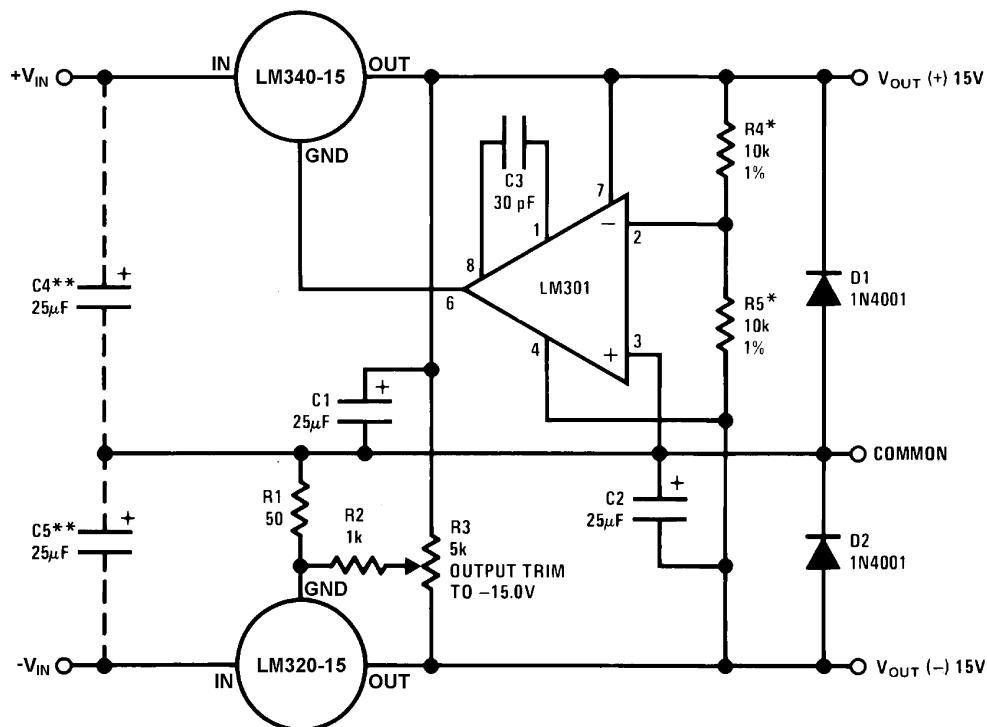 +VIN
IN
LM340-15
OUT
GND
VOUT (+) 15V
C3
30 pF
7
R4*
10k
1%
1
–
2
8
6
LM301
C4**
25μF
+
R5*
10k
1%
D1
1N4001
4
+
3
C1
25μF
+
COMMON
R1
50
R2
1k
R3
5k
OUTPUT TRIM
TO –15.0V
C2
25μF
+
C5**
25μF
+
D2
1N4001
GND
-VIN
IN
LM320-15
OUT
VOUT (–) 15V